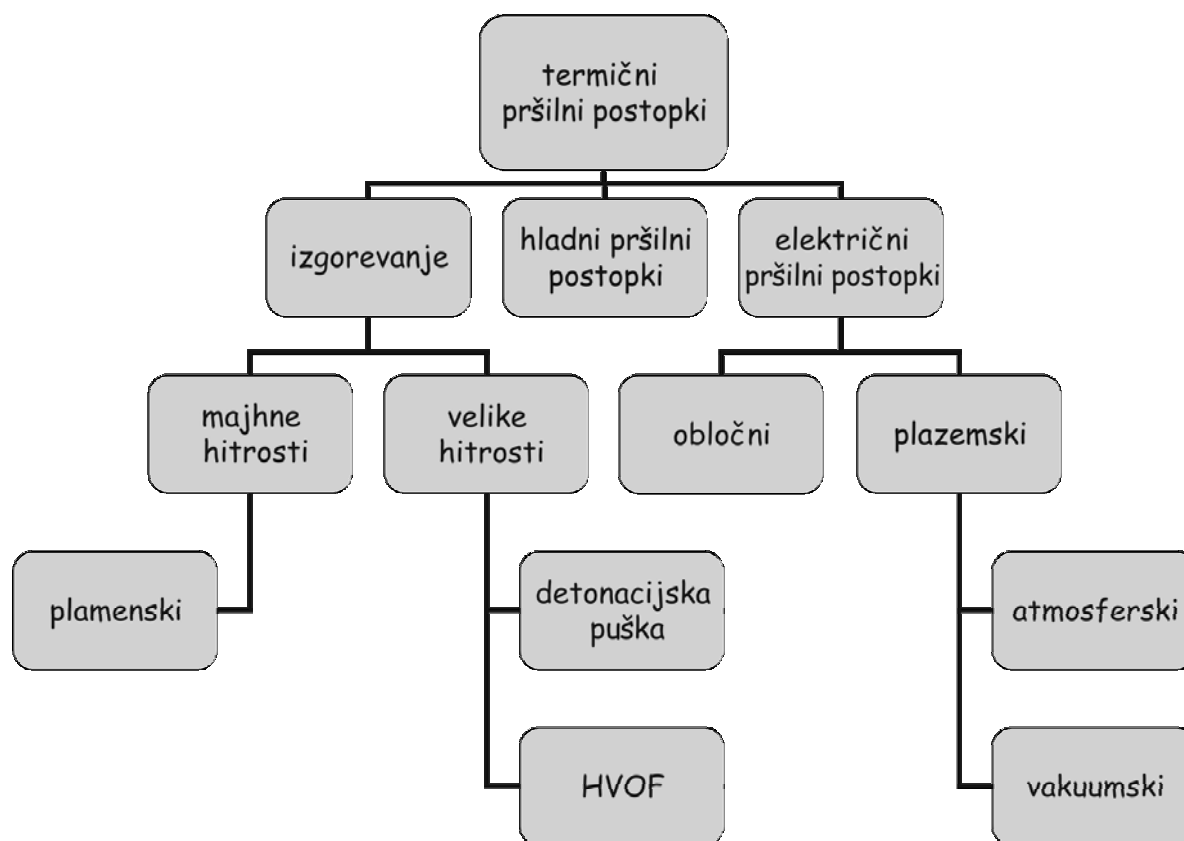 termični
pršilni postopki
izgorevanje
hladni pršilni
postopki
električni
pršilni postopki
majhne
hitrosti
velike
hitrosti
obločni
plazemski
plamenski
detonacijska
puška
atmosferski
HVOF
vakuumski